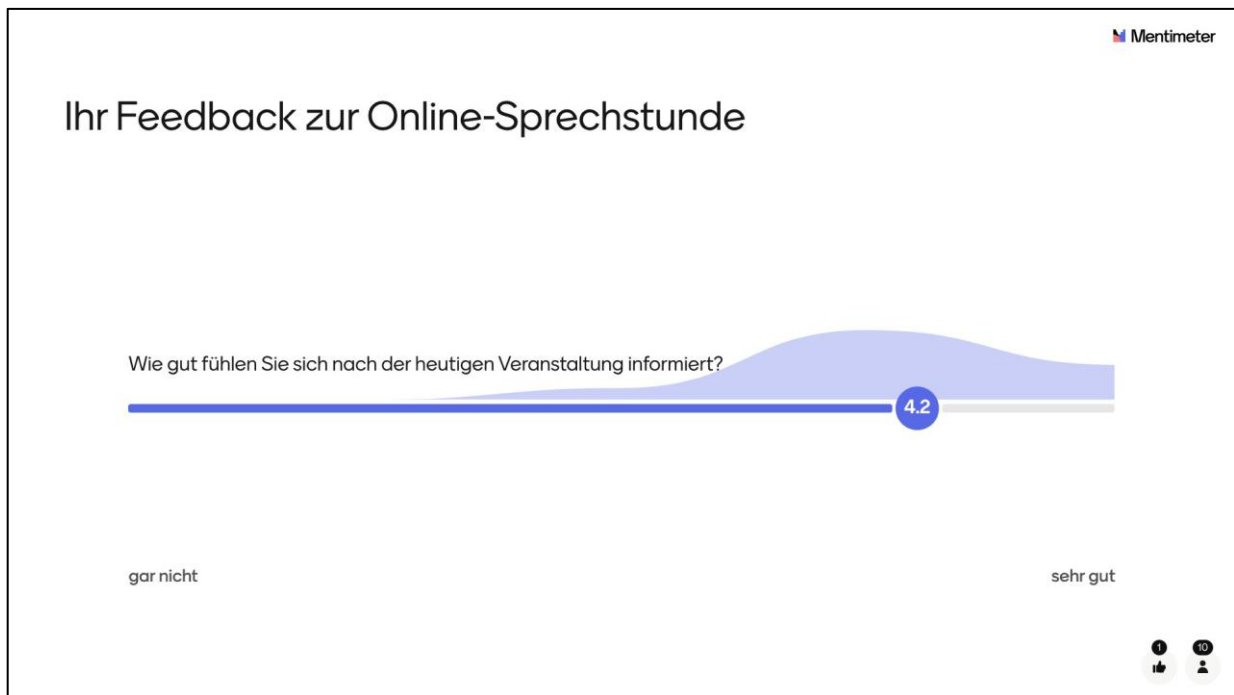 Mentimeter
Ihr Feedback zur Online-Sprechstunde
Wie gut fühlen Sie sich nach der heutigen Veranstaltung informiert?
4.2
gar nicht
sehr gut
1
10